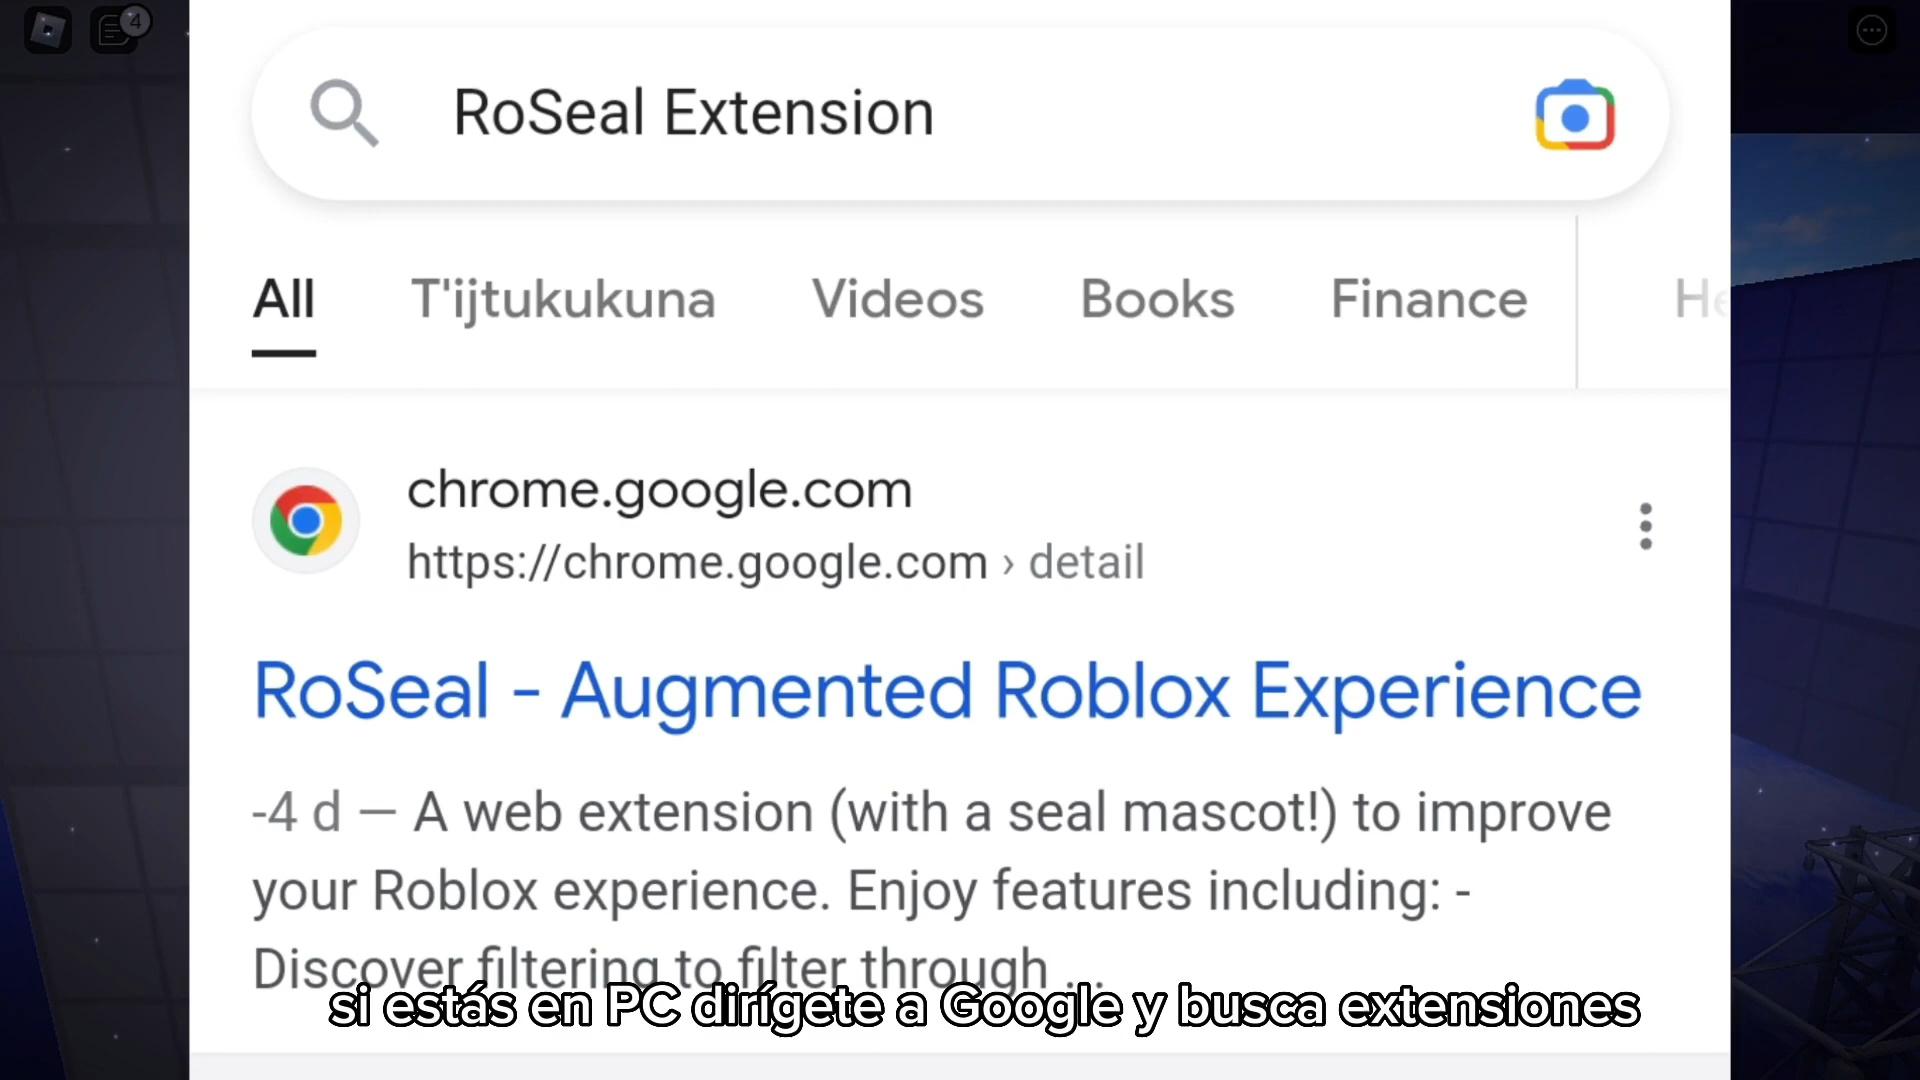 4
RoSeal Extension
All T'ijtukukuna Videos Books Finance
chrome.google.com
https://chrome.google.com › detail
RoSeal - Augmented Roblox Experience
-4 d — A web extension (with a seal mascot!) to improve
your Roblox experience. Enjoy features including: -
Discover filtering to filter through ...
si estás en PC dirígete a Google y busca extensiones